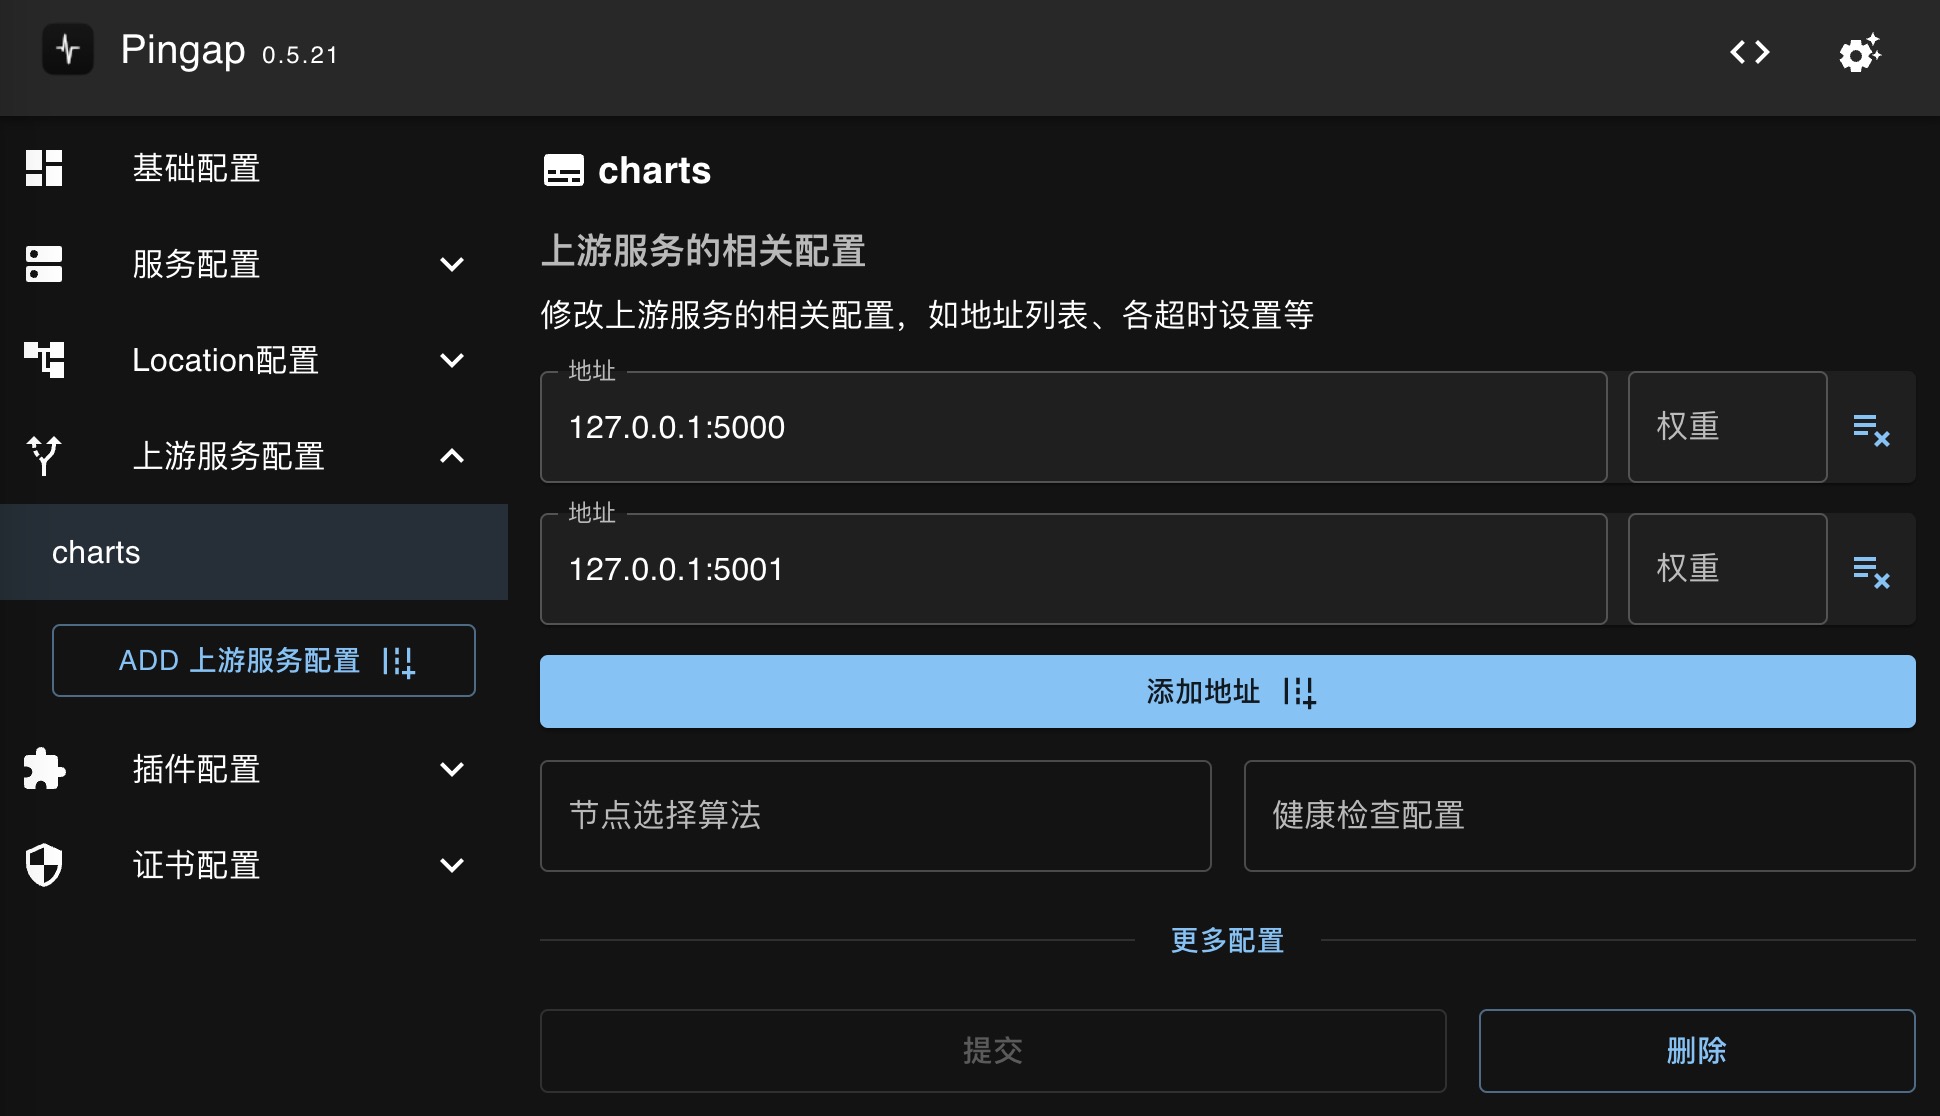 Pingap 0.5.21
基础配置
服务配置
Location配置
上游服务配置
charts
ADD 上游服务配置
插件配置
证书配置
charts
上游服务的相关配置
修改上游服务的相关配置，如地址列表、各超时设置等
地址
127.0.0.1:5000
权重
地址
127.0.0.1:5001
权重
添加地址
节点选择算法
健康检查配置
更多配置
提交
删除